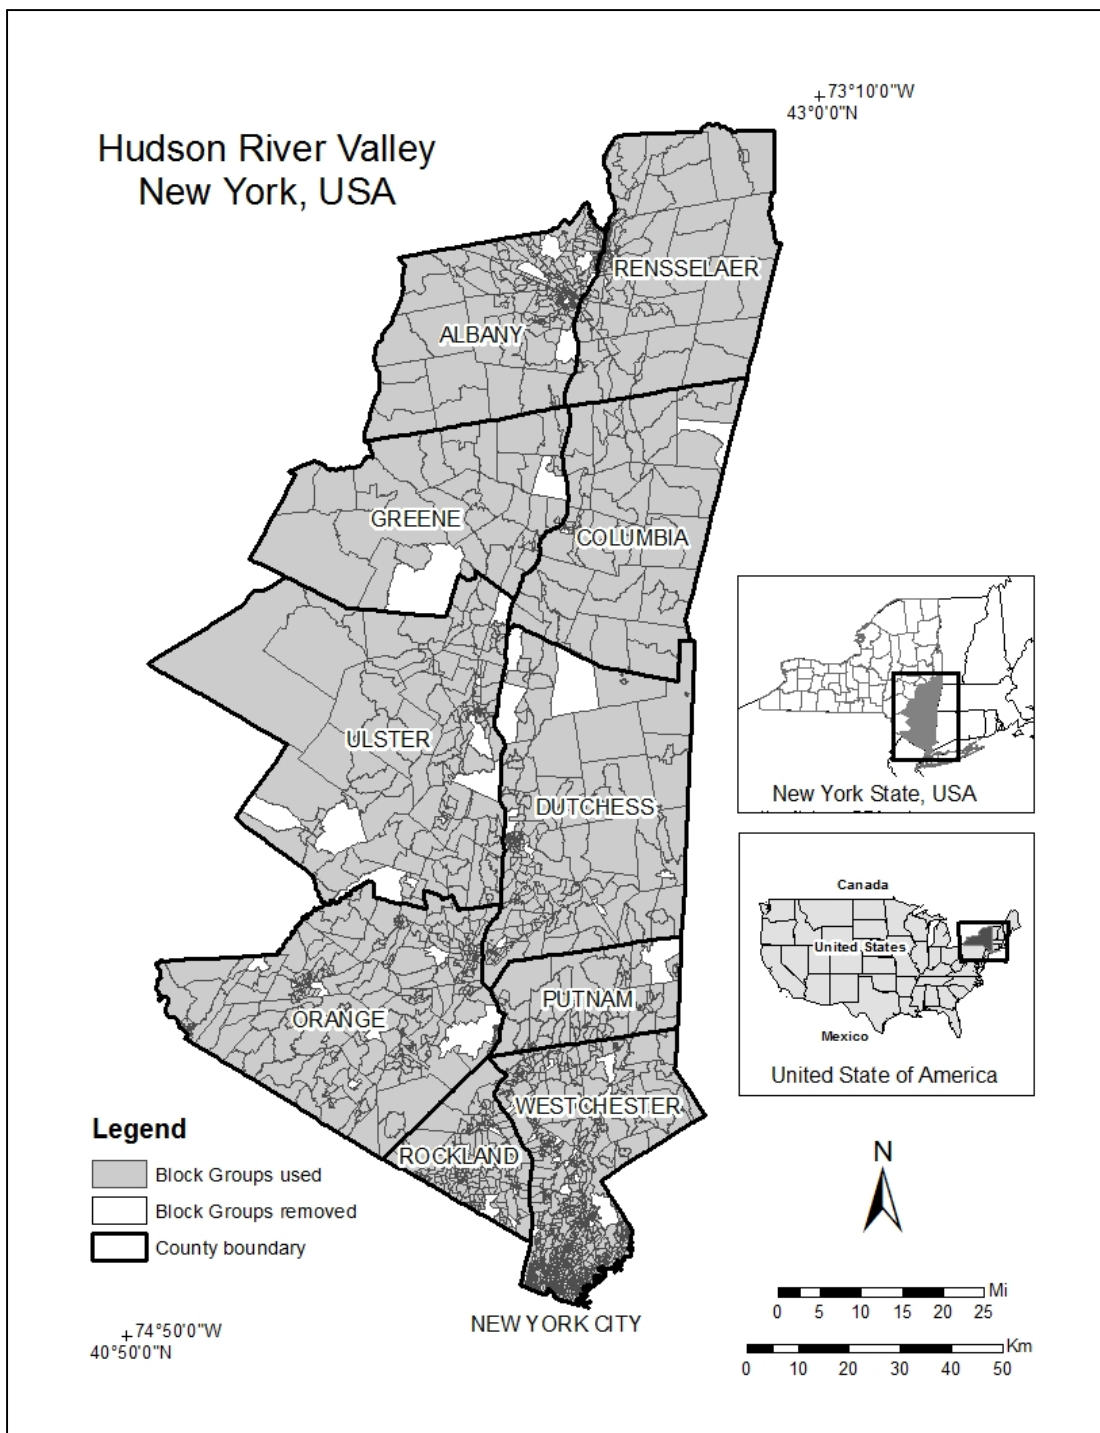 Hudson River Valley
New York, USA
73°10'0"W
43°0'0"N
RENSSELAER
ALBANY
GREENE
COLUMBIA
ULSTER
DUTCHESS
New York State, USA
Canada
United States
Mexico
United State of America
PUTNAM
ORANGE
WESTCHESTER
ROCKLAND
Legend
Block Groups used
Block Groups removed
County boundary
N
NEW YORK CITY
74°50'0"W
40°50'0"N
Mi
0 5 10 15 20 25
Km
0 10 20 30 40 50